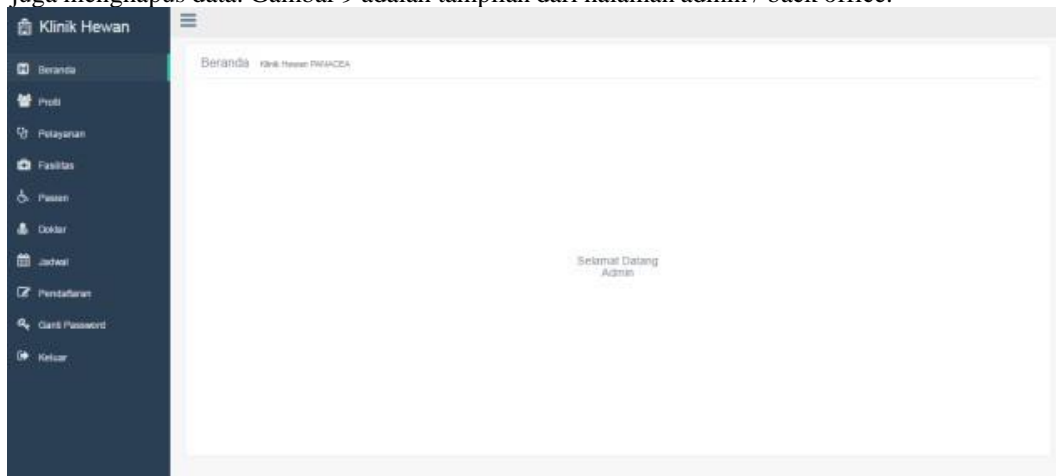 juga menghapus data. Gambar 9 adalah tampilan dari halaman admin / back office.
Klinik Hewan
Beranda
Profil
Pelayanan
Fasilitas
Pasien
Dokter
Jadwal
Pendaftaran
Ganti Password
Keluar
Beranda Klinik Hewan PANACEA
Selamat Datang
Admin